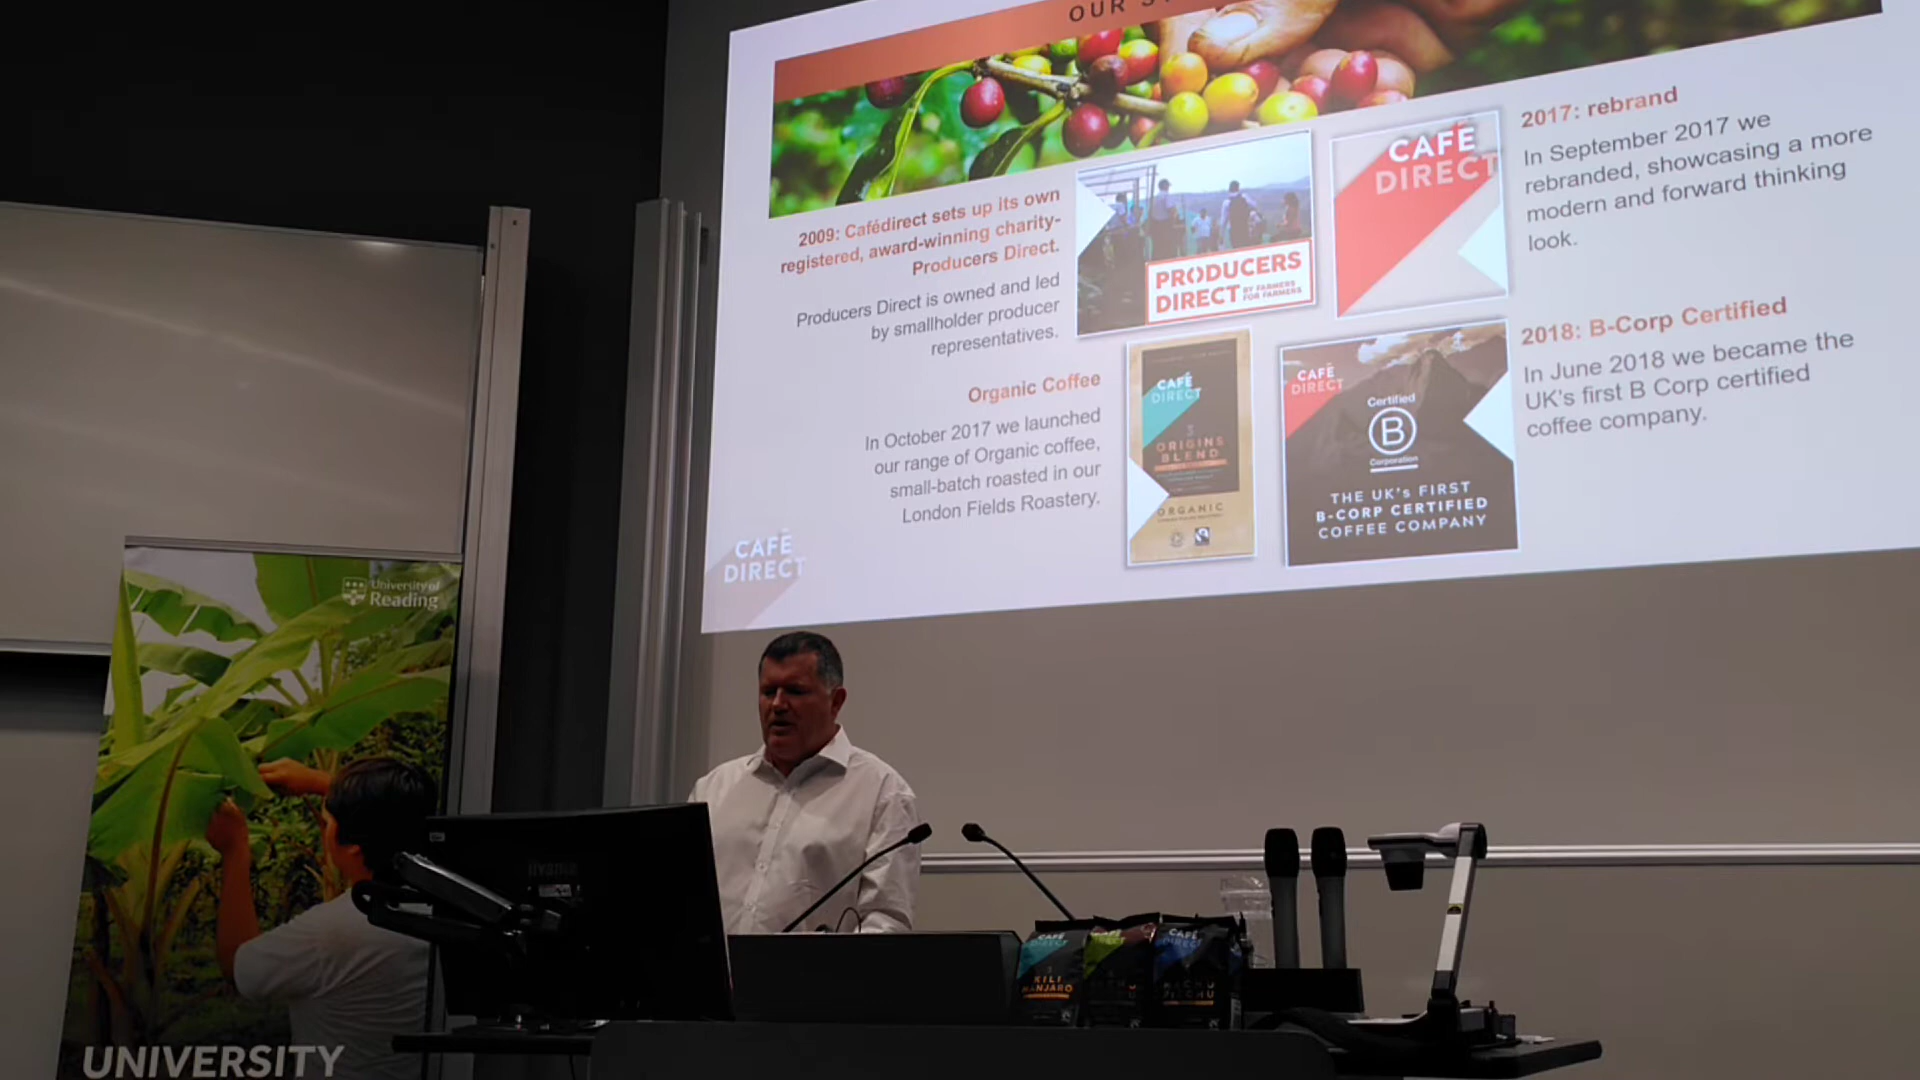 OUR
2009: Cafédirect sets up its own
registered, award-winning charity-
Producers Direct.
Producers Direct is owned and led
by smallholder producer
representatives.
Organic Coffee
In October 2017 we launched
our range of Organic coffee,
small-batch roasted in our
London Fields Roastery.
CAFÉ
DIRECT
PRODUCERS
DIRECT BY FARMERS
FOR FARMERS
CAFÉ
DIRECT
CAFÉ
DIRECT
3
ORIGINS
BLEND
ORGANIC
CAFÉ
DIRECT
Certified
B
Corporation
THE UK's FIRST
B-CORP CERTIFIED
COFFEE COMPANY
2017: rebrand
In September 2017 we
rebranded, showcasing a more
modern and forward thinking
look.
2018: B-Corp Certified
In June 2018 we became the
UK's first B Corp certified
coffee company.
University of
Reading
UNIVERSITY
CAFÉ
DIRECT
KILI
MANJARO
CAFÉ
DIRECT
CAFÉ
DIRECT
MACHU
PICCHU